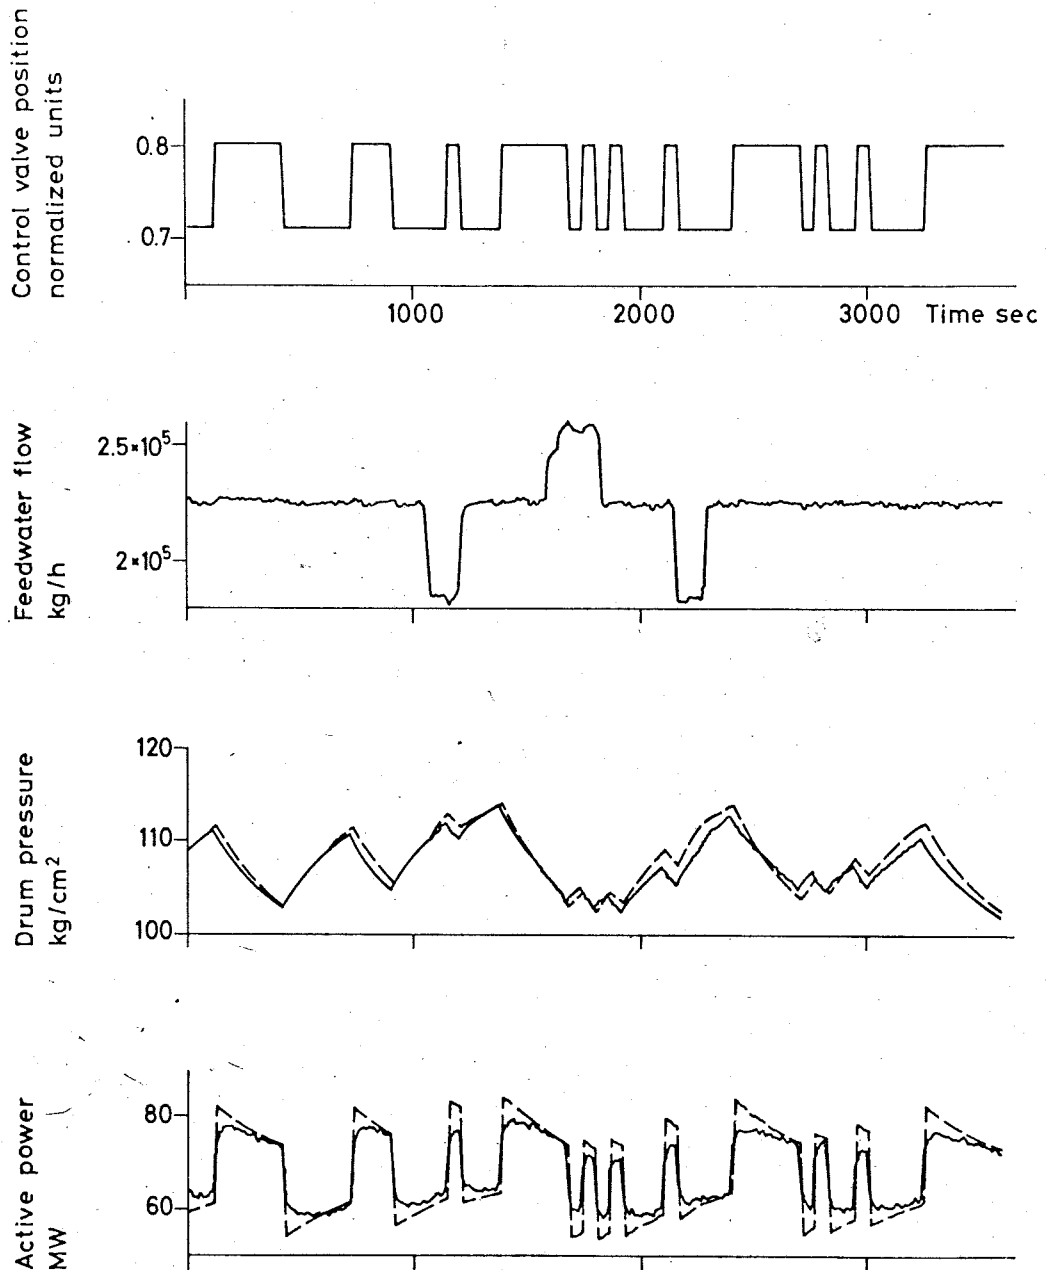 Control valve position
normalized units
0.8
0.7
1000 2000 3000 Time sec
Feedwater flow
kg/h
2.5×10⁵
2×10⁵
Drum pressure
kg/cm²
120
110
100
Active power
MW
80
60